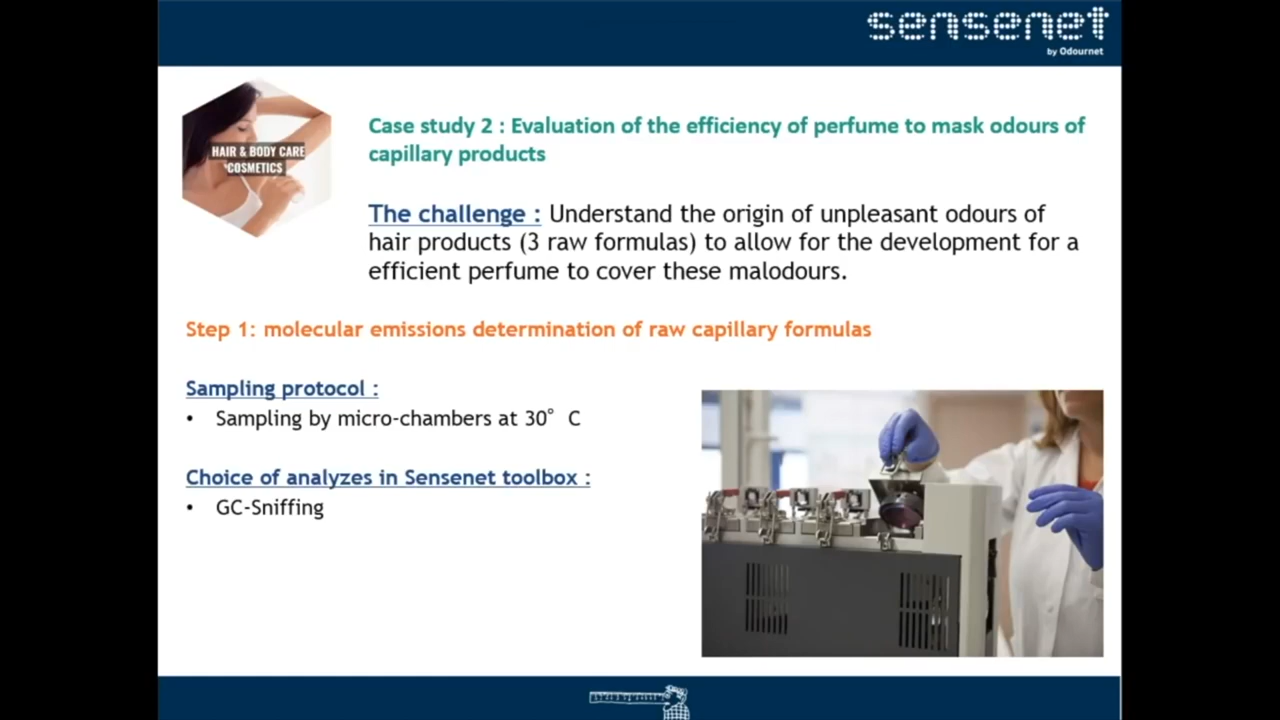 sensenet
by Odournet
HAIR & BODY CARE
COSMETICS
Case study 2 : Evaluation of the efficiency of perfume to mask odours of
capillary products
The challenge : Understand the origin of unpleasant odours of
hair products (3 raw formulas) to allow for the development for a
efficient perfume to cover these malodours.
Step 1: molecular emissions determination of raw capillary formulas
Sampling protocol :
• Sampling by micro-chambers at 30° C
Choice of analyzes in Sensenet toolbox :
• GC-Sniffing